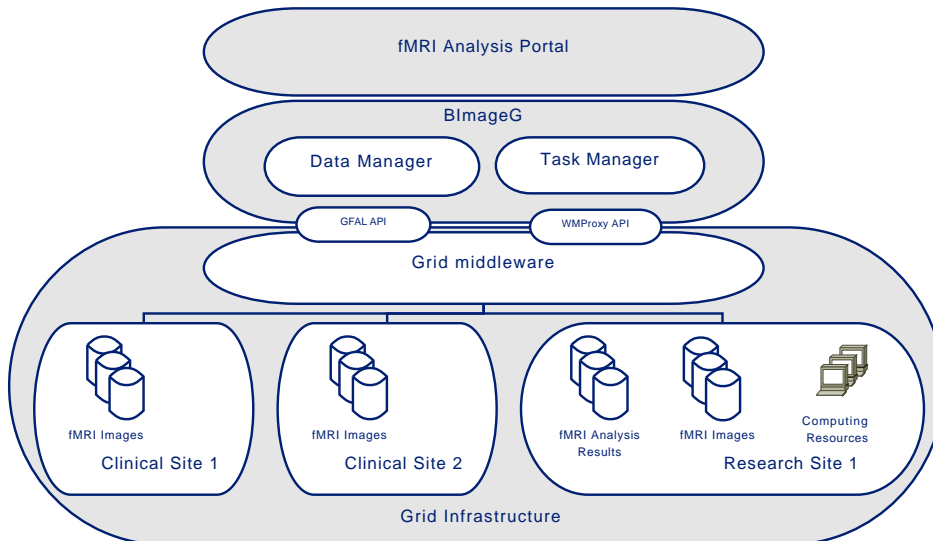 fMRI Analysis Portal
BImageG
Data Manager
Task Manager
GFAL API
WMProxy API
Grid middleware
fMRI Images
Clinical Site 1
fMRI Images
Clinical Site 2
fMRI Analysis
Results
fMRI Images
Computing
Resources
Research Site 1
Grid Infrastructure